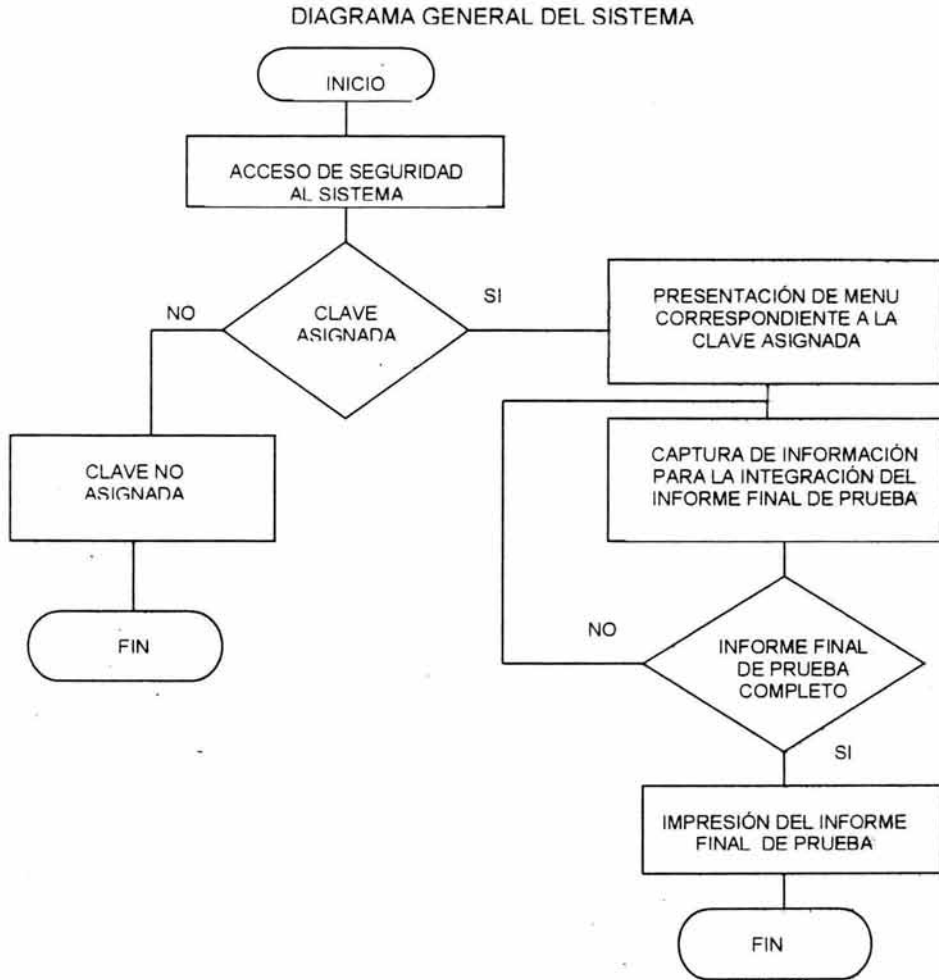 DIAGRAMA GENERAL DEL SISTEMA
INICIO
ACCESO DE SEGURIDAD
AL SISTEMA
CLAVE
ASIGNADA
NO
SI
PRESENTACIÓN DE MENU
CORRESPONDIENTE A LA
CLAVE ASIGNADA
CLAVE NO
ASIGNADA
FIN
CAPTURA DE INFORMACIÓN
PARA LA INTEGRACIÓN DEL
INFORME FINAL DE PRUEBA
NO
INFORME FINAL
DE PRUEBA
COMPLETO
SI
IMPRESIÓN DEL INFORME
FINAL DE PRUEBA
FIN